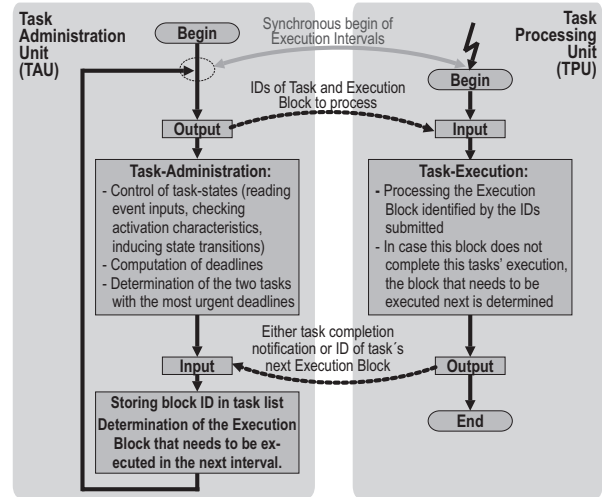 Task
Administration
Unit
(TAU)
Begin
Synchronous begin of
Execution Intervals
Task
Processing
Unit
(TPU)
Begin
IDs of Task and Execution
Block to process
Output
Input
Task-Administration:
- Control of task-states (reading
event inputs, checking
activation characteristics,
inducing state transitions)
- Computation of deadlines
- Determination of the two tasks
with the most urgent deadlines
Task-Execution:
- Processing the Execution
Block identified by the IDs
submitted
- In case this block does not
complete this tasks' execution,
the block that needs to be
executed next is determined
Either task completion
notification or ID of task´s
next Execution Block
Input
Output
Storing block ID in task list
Determination of the Execution
Block that needs to be ex-
ecuted in the next interval.
End